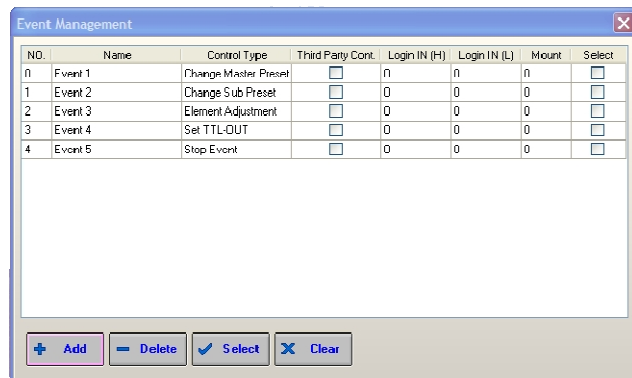 Event Management
NO. Name Control Type Third Party Cont. Login IN (H) Login IN (L) Mount Select
0 Event 1 Change Master Preset 0 0 0
1 Event 2 Change Sub Preset 0 0 0
2 Event 3 Element Adjustment 0 0 0
3 Event 4 Set TTL-OUT 0 0 0
4 Event 5 Stop Event 0 0 0
Add Delete Select Clear